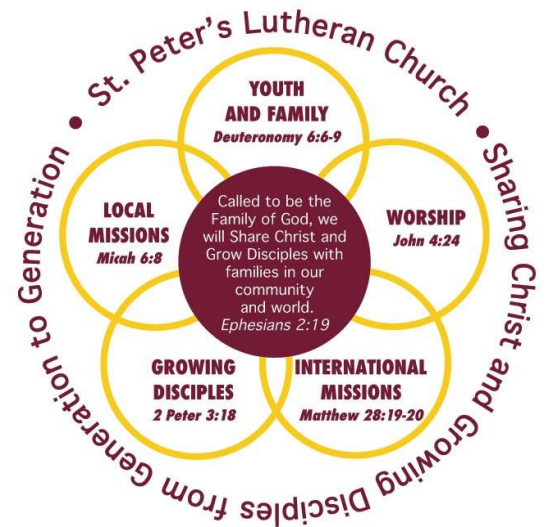 St. Peter's Lutheran Church • Sharing Christ and Growing Disciples from Generation to Generation •
YOUTH
AND FAMILY
Deuteronomy 6:6-9
LOCAL
MISSIONS
Micah 6:8
Called to be the
Family of God, we
will Share Christ and
Grow Disciples with
families in our
community
and world.
Ephesians 2:19
WORSHIP
John 4:24
GROWING
DISCIPLES
2 Peter 3:18
INTERNATIONAL
MISSIONS
Matthew 28:19-20